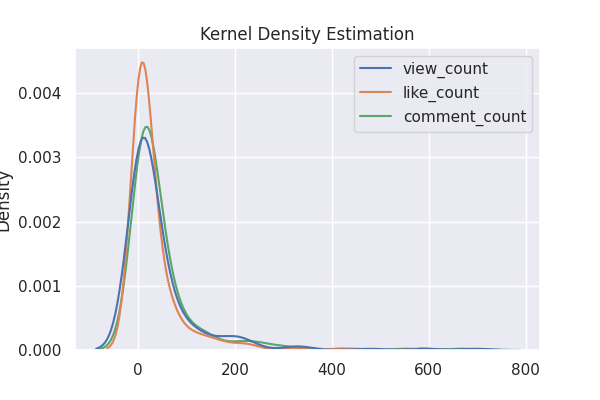 Kernel Density Estimation
view_count
like_count
comment_count
Density
0.004
0.003
0.002
0.001
0.000
0 200 400 600 800